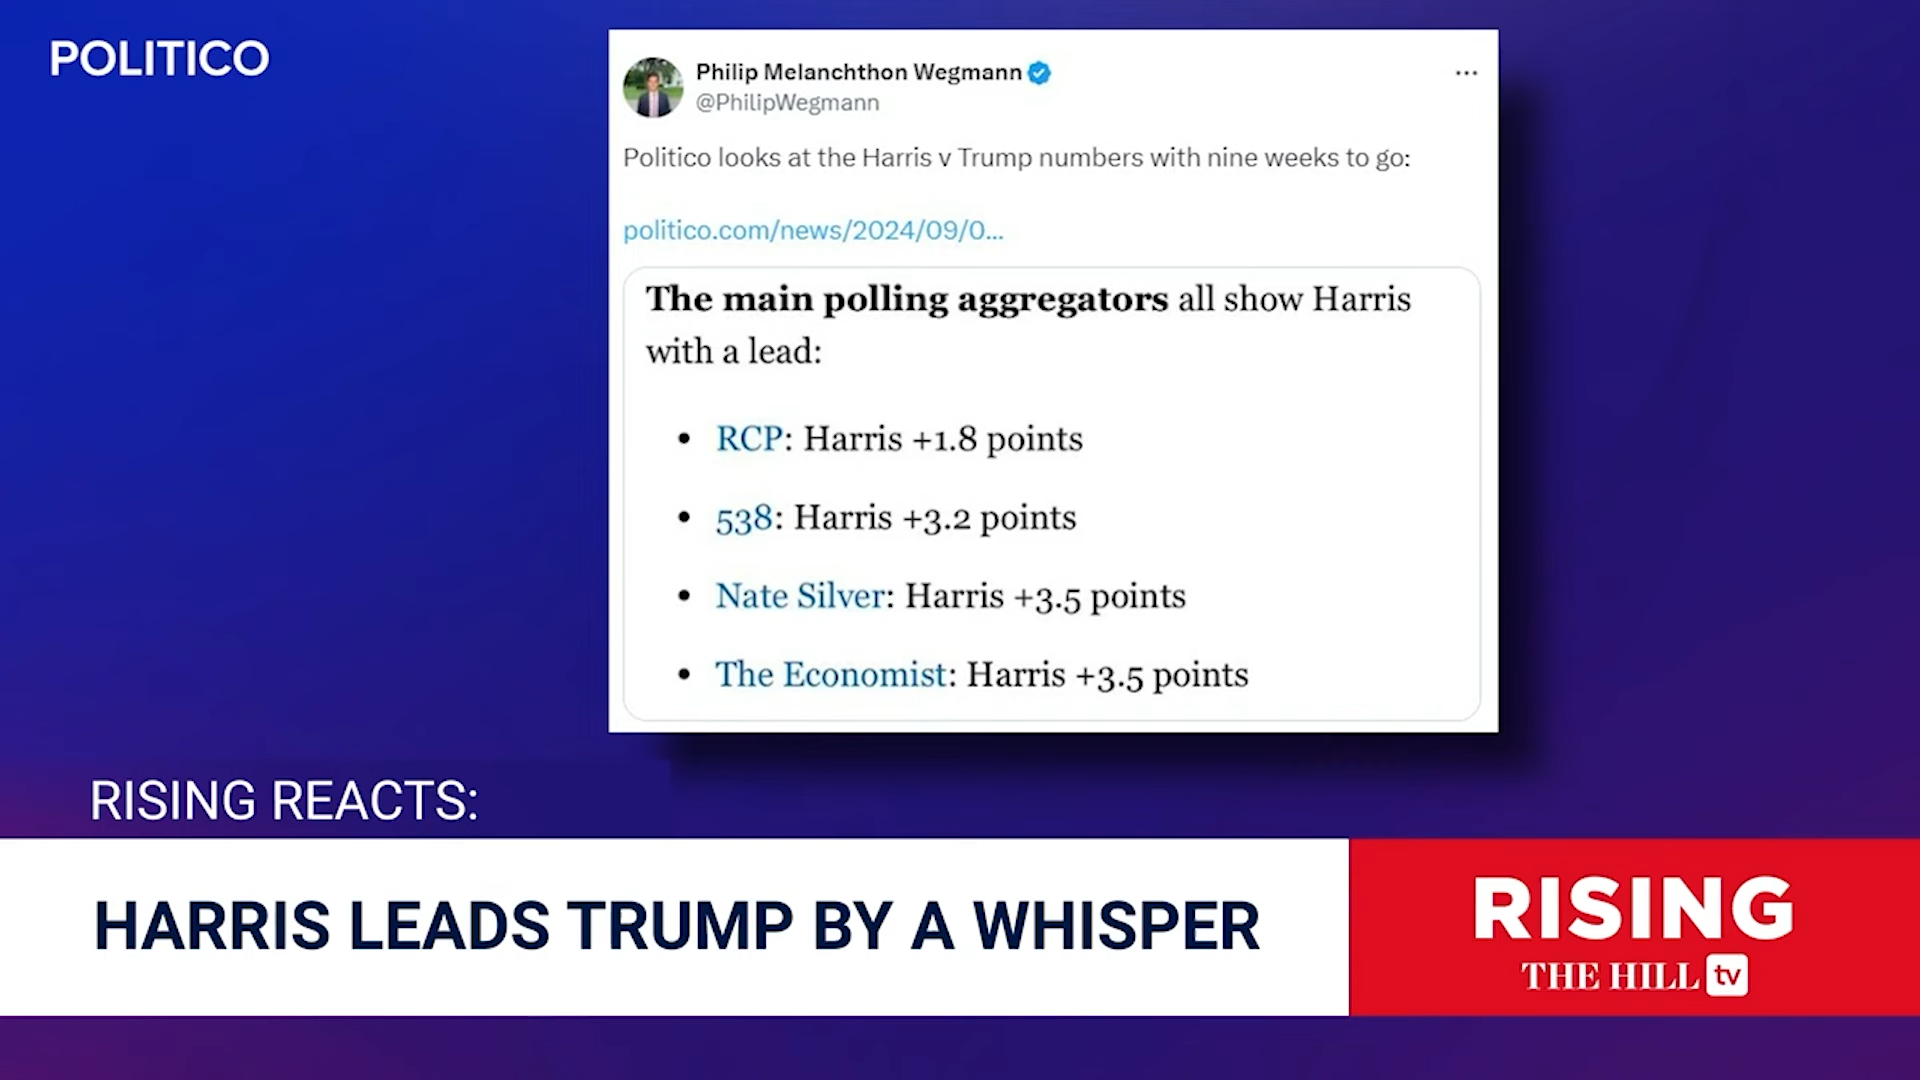 POLITICO
Philip Melanchthon Wegmann
@PhilipWegmann
Politico looks at the Harris v Trump numbers with nine weeks to go:
politico.com/news/2024/09/0...
The main polling aggregators all show Harris
with a lead:
• RCP: Harris +1.8 points
• 538: Harris +3.2 points
• Nate Silver: Harris +3.5 points
• The Economist: Harris +3.5 points
RISING REACTS:
HARRIS LEADS TRUMP BY A WHISPER
RISING
THE HILL tv